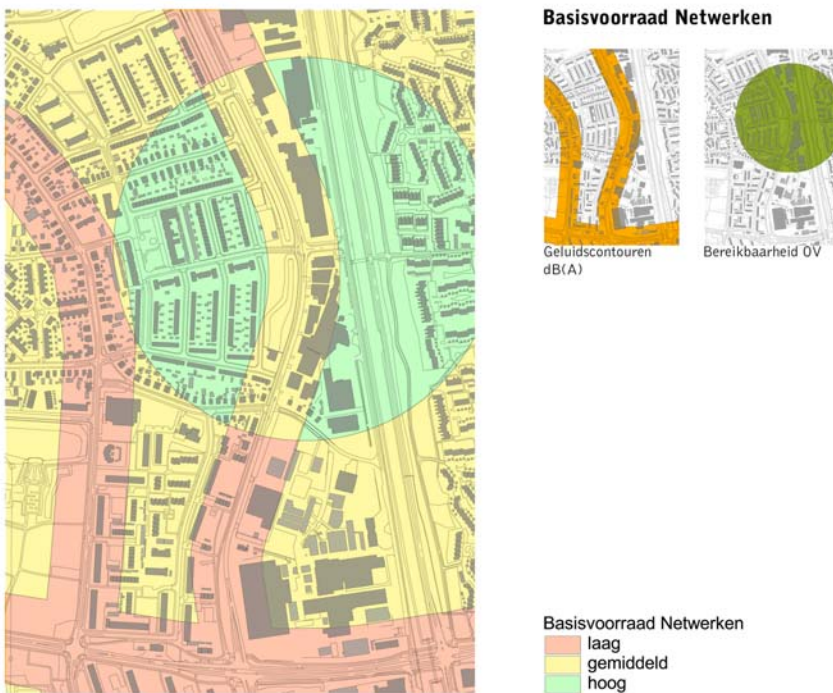 Basisvoorraad Netwerken
Geluidscontouren
dB(A)
Bereikbaarheid OV
Basisvoorraad Netwerken
laag
gemiddeld
hoog